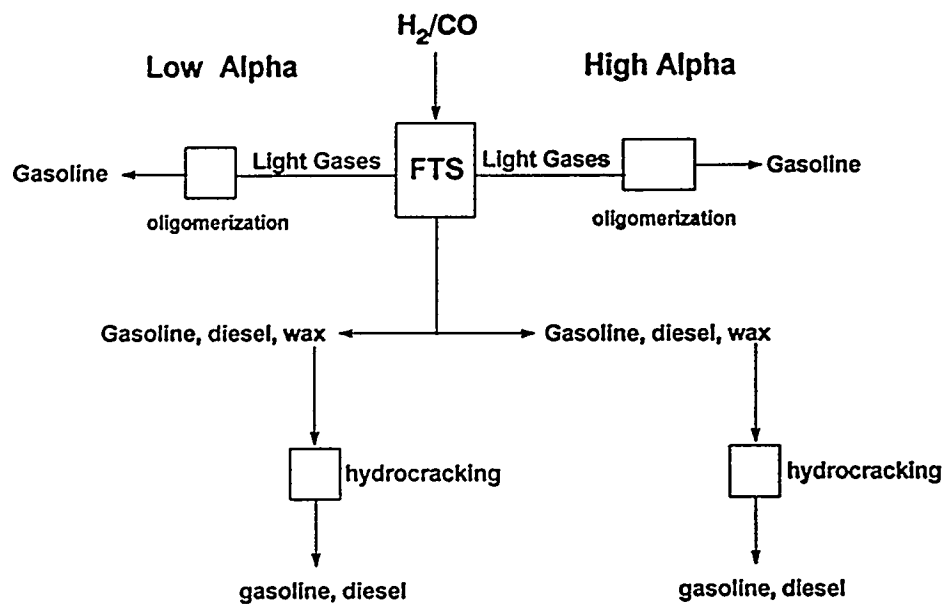 H₂/CO
Low Alpha
High Alpha
Gasoline
Light Gases
FTS
Light Gases
Gasoline
oligomerization
oligomerization
Gasoline, diesel, wax
Gasoline, diesel, wax
hydrocracking
hydrocracking
gasoline, diesel
gasoline, diesel